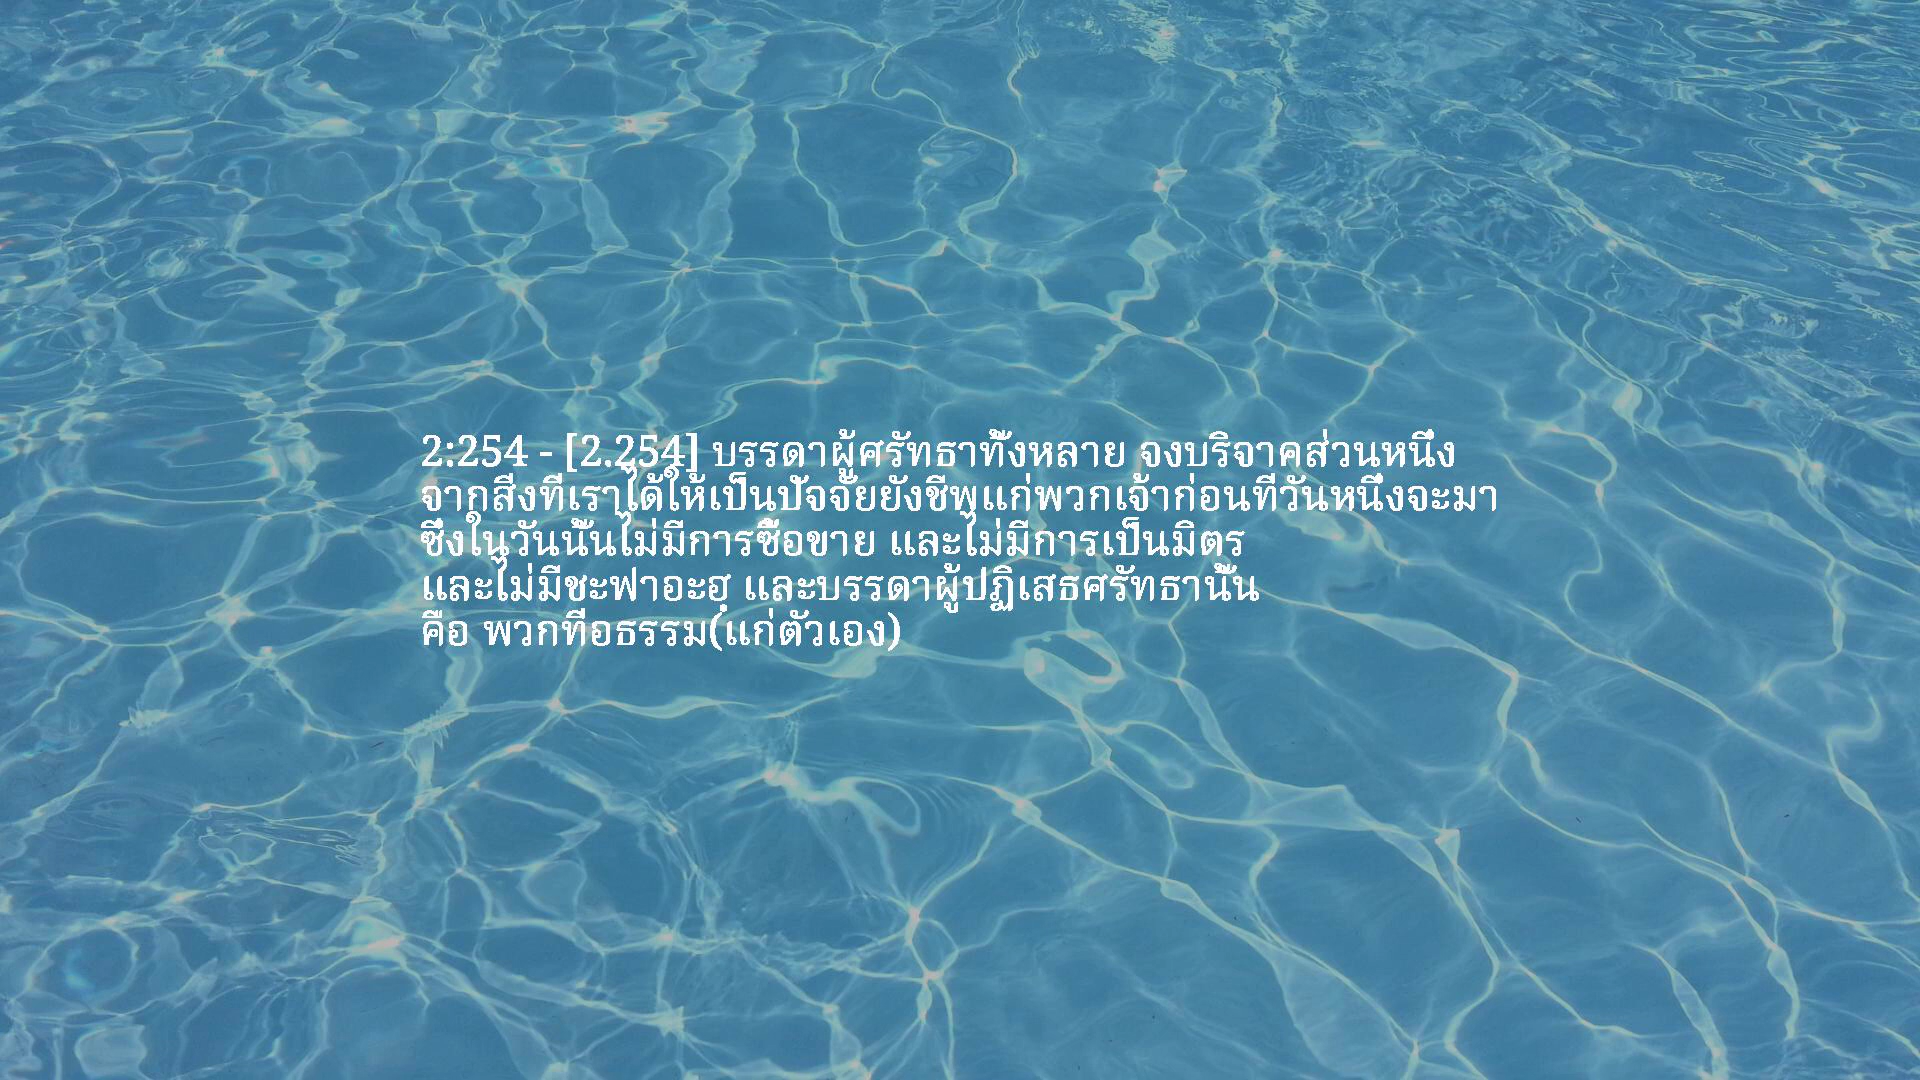 2:254 - [2.254] บรรดาผู้ศรัทธาทั้งหลาย จงบริจาคส่วนหนึ่ง
จากสิ่งที่เราได้ให้เป็นปัจจัยยังชีพแก่พวกเจ้าก่อนที่วันหนึ่งจะมา
ซึ่งในวันนั้นไม่มีการซื้อขาย และไม่มีการเป็นมิตร
และไม่มีชะฟาอะฮฺ และบรรดาผู้ปฏิเสธศรัทธานั้น
คือ พวกที่อธรรม(แก่ตัวเอง)